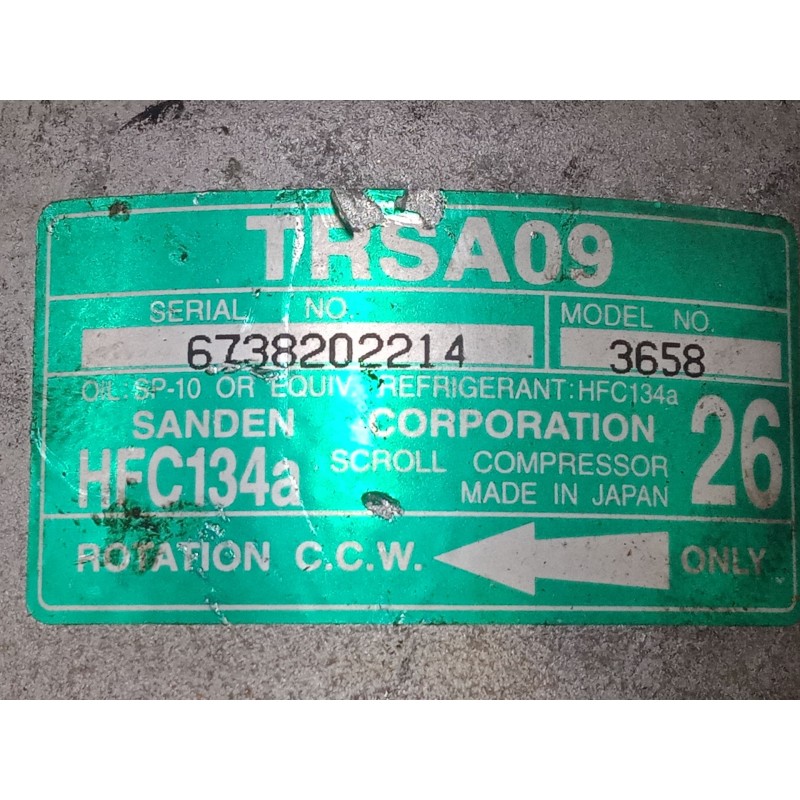 TRSA09
SERIAL NO. MODEL NO.
6738202214 3658
OIL: SP-10 OR EQUIV. REFRIGERANT: HFC134a
SANDEN CORPORATION 26
HFC134a SCROLL COMPRESSOR
MADE IN JAPAN
ROTATION C.C.W. ONLY